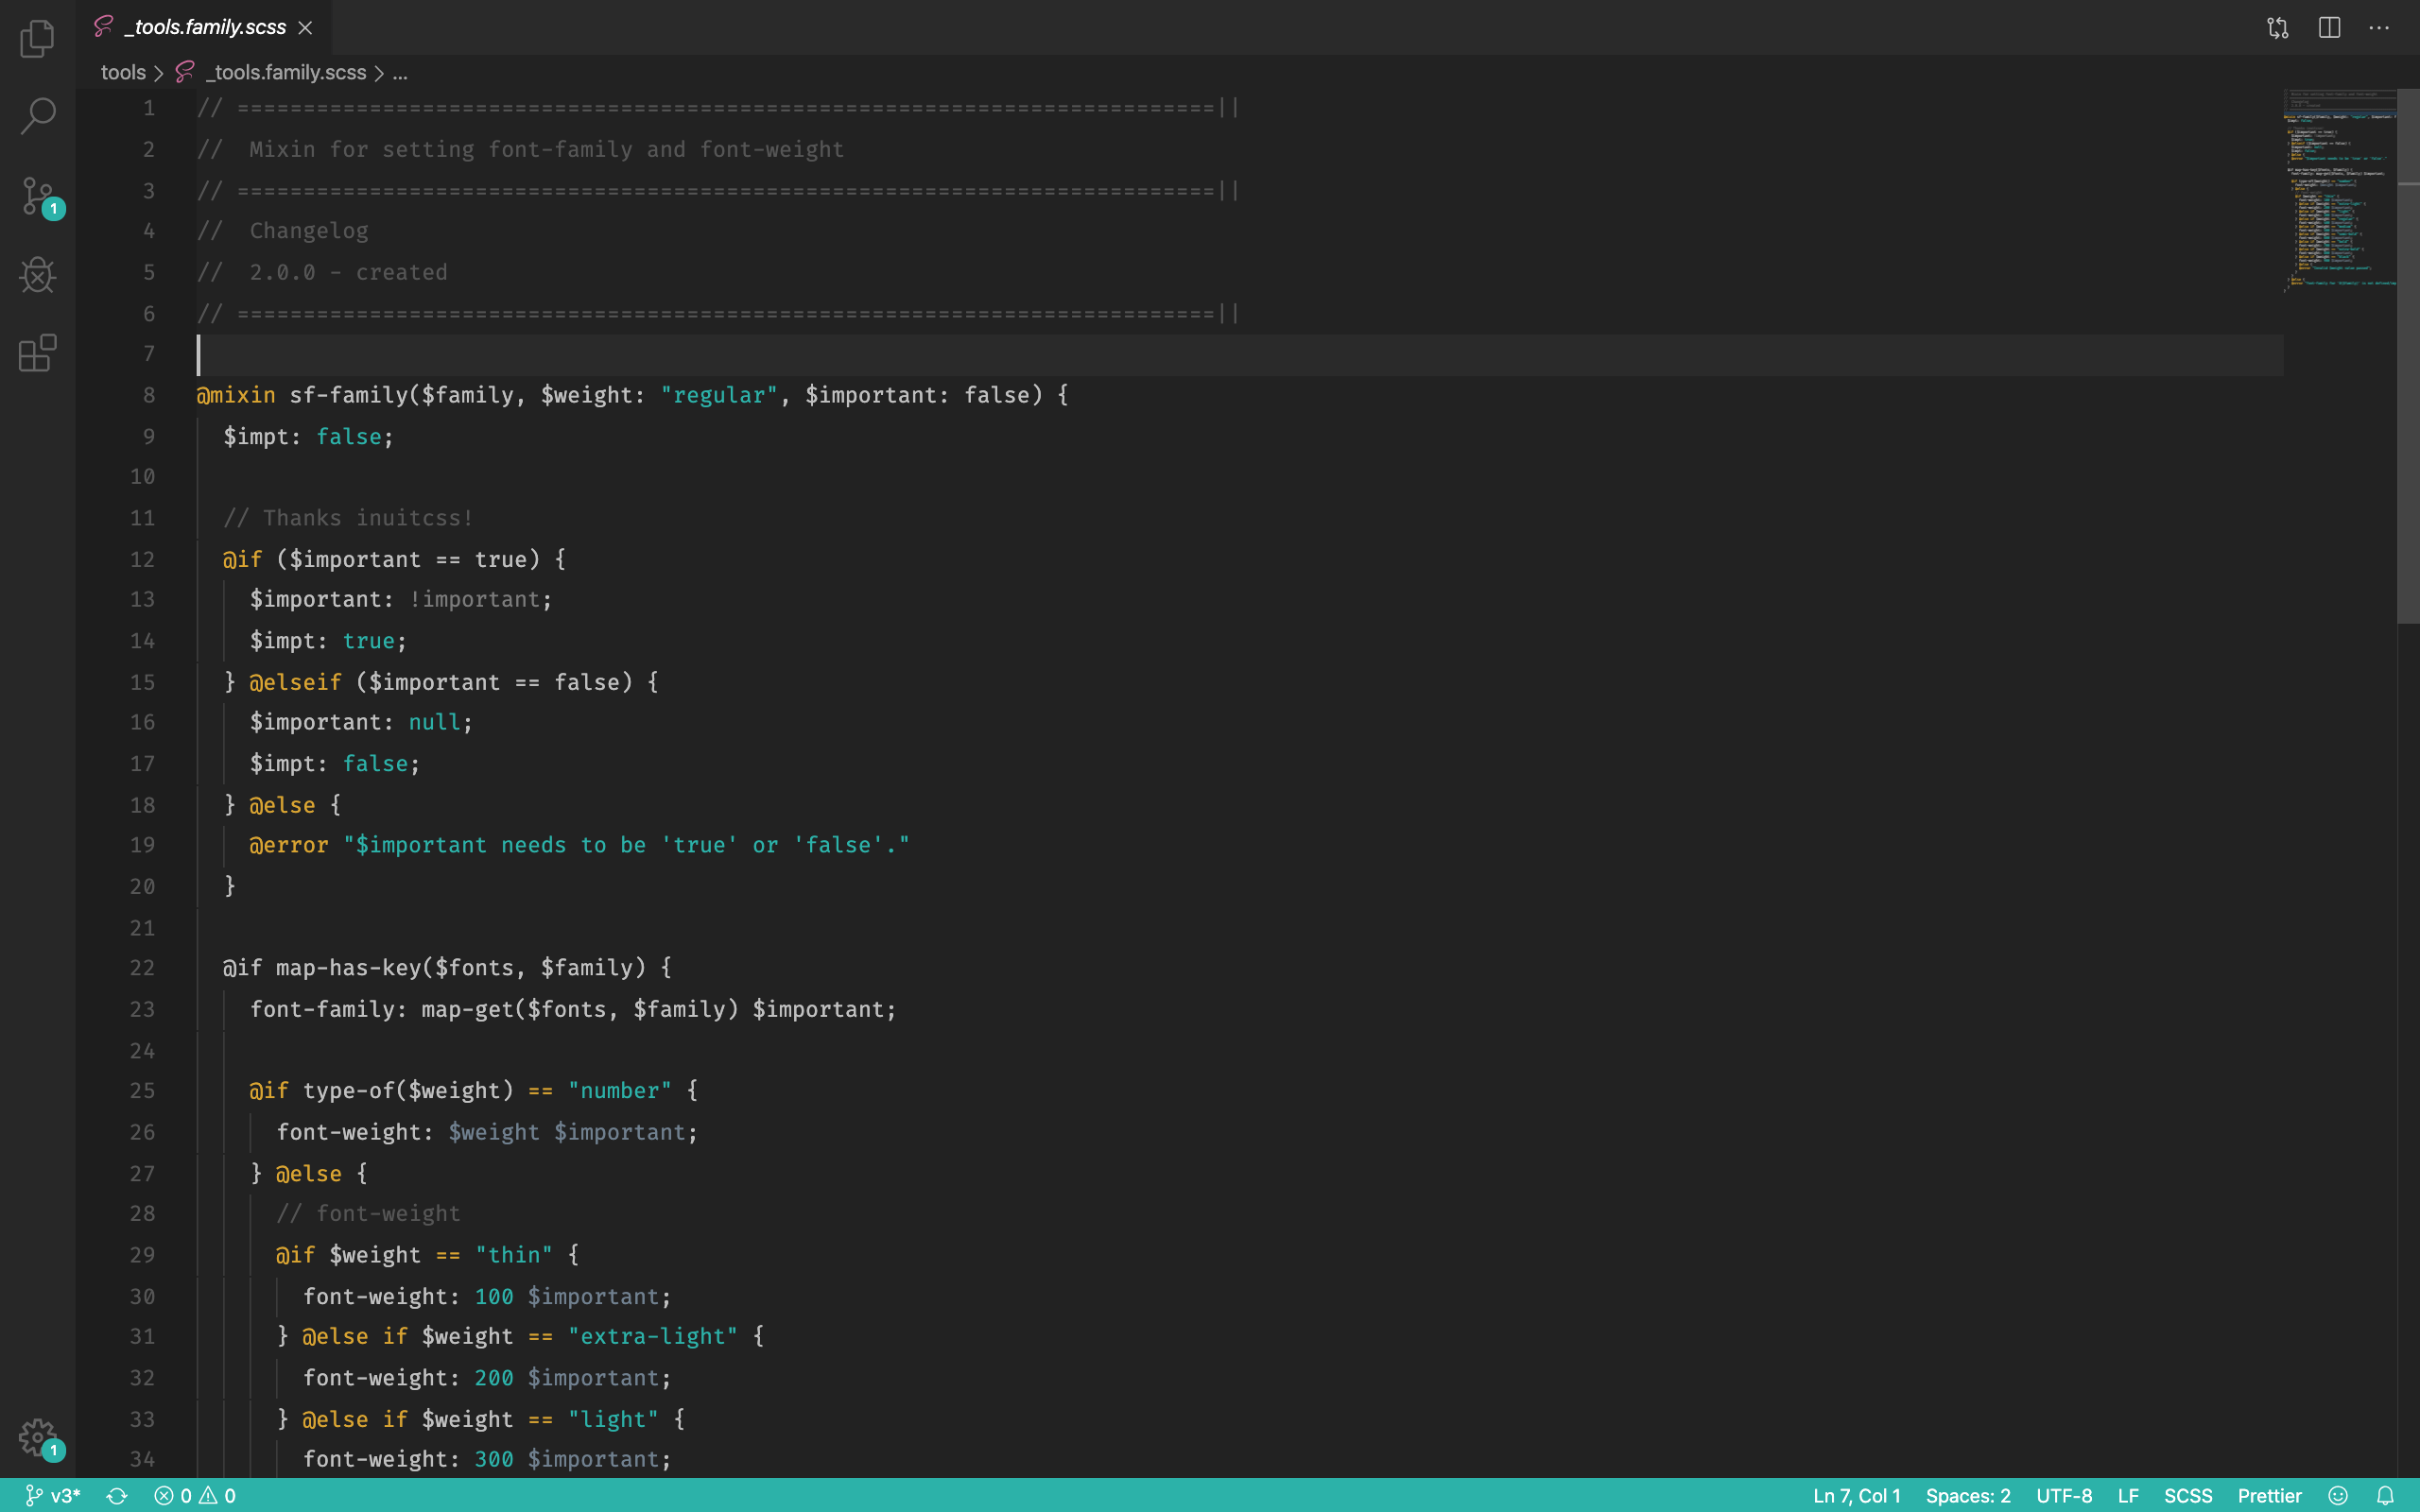 _tools.family.scss
tools > _tools.family.scss > ...
1 // ==========================================================================||
2 //  Mixin for setting font-family and font-weight
3 // ==========================================================================||
4 //  Changelog
5 //  2.0.0 - created
6 // ==========================================================================||
7
8 @mixin sf-family($family, $weight: "regular", $important: false) {
9   $impt: false;
10
11   // Thanks inuitcss!
12   @if ($important == true) {
13     $important: !important;
14     $impt: true;
15   } @elseif ($important == false) {
16     $important: null;
17     $impt: false;
18   } @else {
19     @error "$important needs to be 'true' or 'false'."
20   }
21
22   @if map-has-key($fonts, $family) {
23     font-family: map-get($fonts, $family) $important;
24
25     @if type-of($weight) == "number" {
26       font-weight: $weight $important;
27     } @else {
28       // font-weight
29       @if $weight == "thin" {
30         font-weight: 100 $important;
31       } @else if $weight == "extra-light" {
32         font-weight: 200 $important;
33       } @else if $weight == "light" {
34         font-weight: 300 $important;
1
1
v3* 0 0 Ln 7, Col 1 Spaces: 2 UTF-8 LF SCSS Prettier